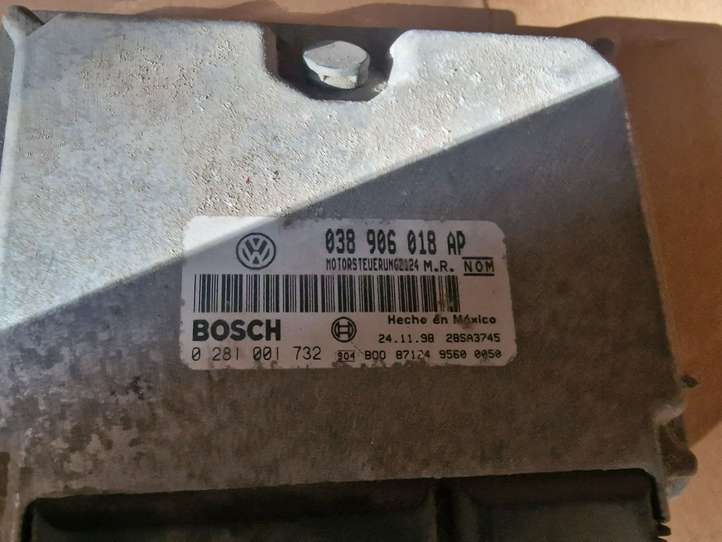 038 906 018 AP
MOTORSTEUERUNG2024 M.R. NOM
BOSCH
Hecho en México
24.11.98 28SA3745
0 281 001 732
904 BOO 87124 9560 0050